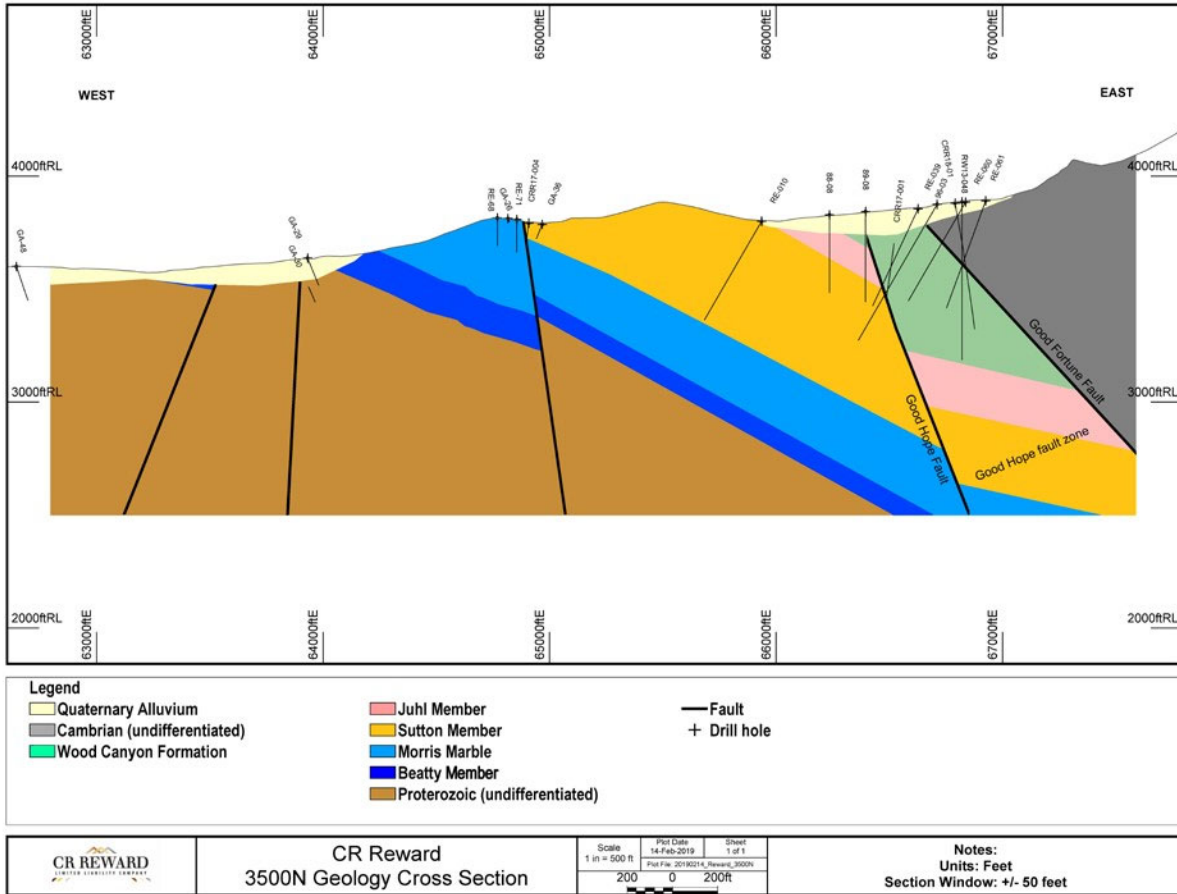 63000ftE
64000ftE
65000ftE
66000ftE
67000ftE
WEST
EAST
4000ftRL
4000ftRL
GA-48
GA-29
GA-30
RE-68
GA-26
RE-71
CRR17-004
GA-36
RE-010
88-08
89-08
CRR17-001
RE-039
96-03
CRR18-01
RW13-048
RE-060
RE-061
Good Fortune Fault
3000ftRL
3000ftRL
Good Hope Fault
Good Hope fault zone
2000ftRL
2000ftRL
63000ftE
64000ftE
65000ftE
66000ftE
67000ftE
Legend
Quaternary Alluvium
Cambrian (undifferentiated)
Wood Canyon Formation
Juhl Member
Sutton Member
Morris Marble
Beatty Member
Proterozoic (undifferentiated)
Fault
Drill hole
CR REWARD
LIMITED LIABILITY COMPANY
CR Reward
3500N Geology Cross Section
Scale
1 in = 500 ft
Plot Date
14-Feb-2019
Sheet
1 of 1
Plot File: 20190214_Reward_3500N
200 0 200ft
Notes:
Units: Feet
Section Window: +/- 50 feet